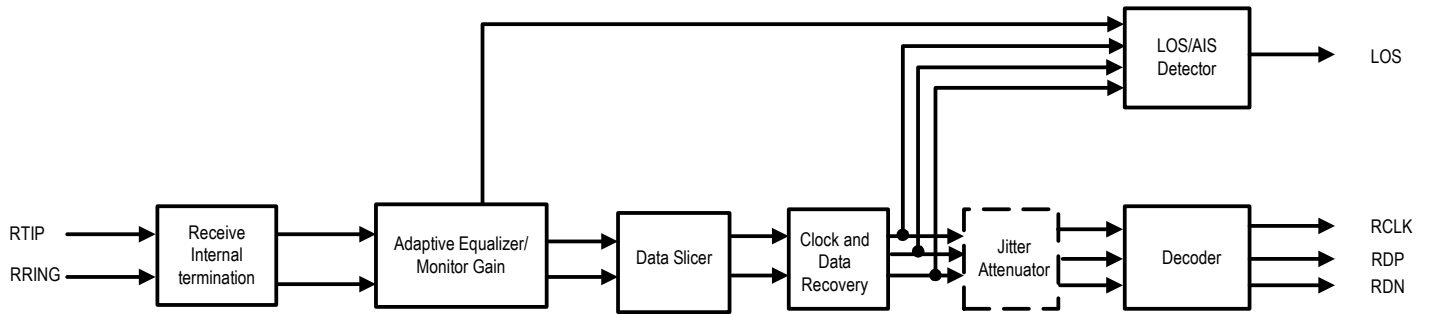 LOS/AIS
Detector
LOS
RTIP
RRING
Receive
Internal
termination
Adaptive Equalizer/
Monitor Gain
Data Slicer
Clock and
Data
Recovery
Jitter
Attenuator
Decoder
RCLK
RDP
RDN